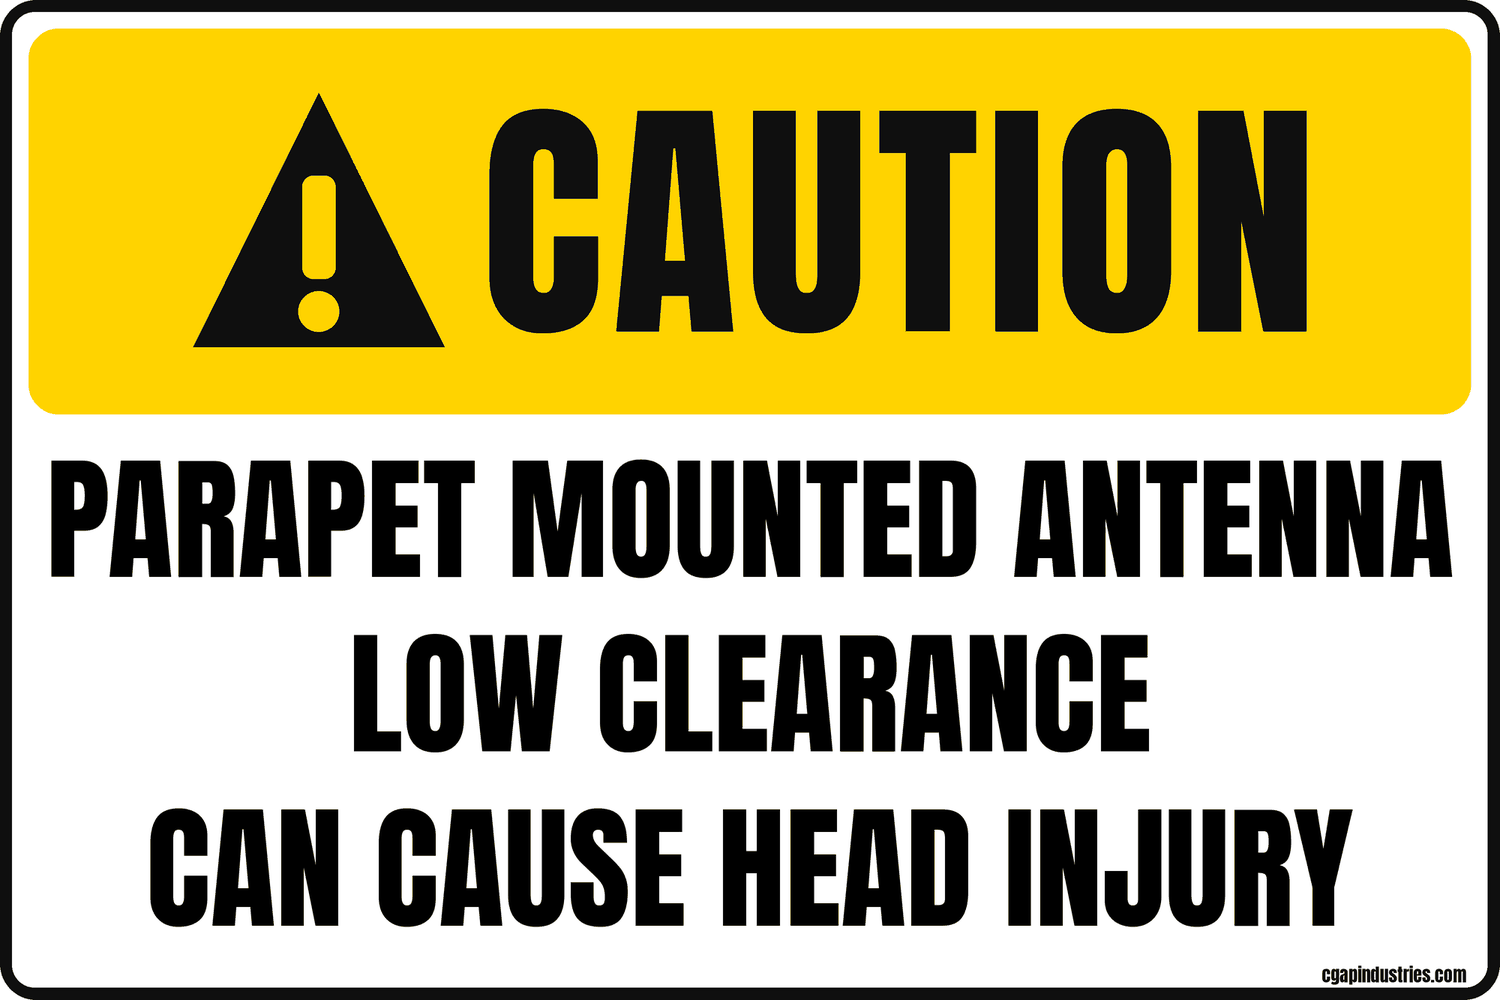 CAUTION
PARAPET MOUNTED ANTENNA
LOW CLEARANCE
CAN CAUSE HEAD INJURY
cgapindustries.com